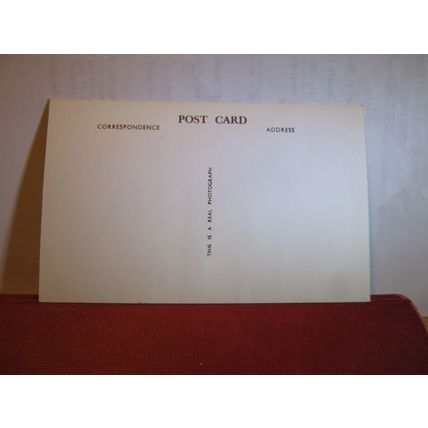 POST CARD
CORRESPONDENCE
ADDRESS
THIS IS A REAL PHOTOGRAPH